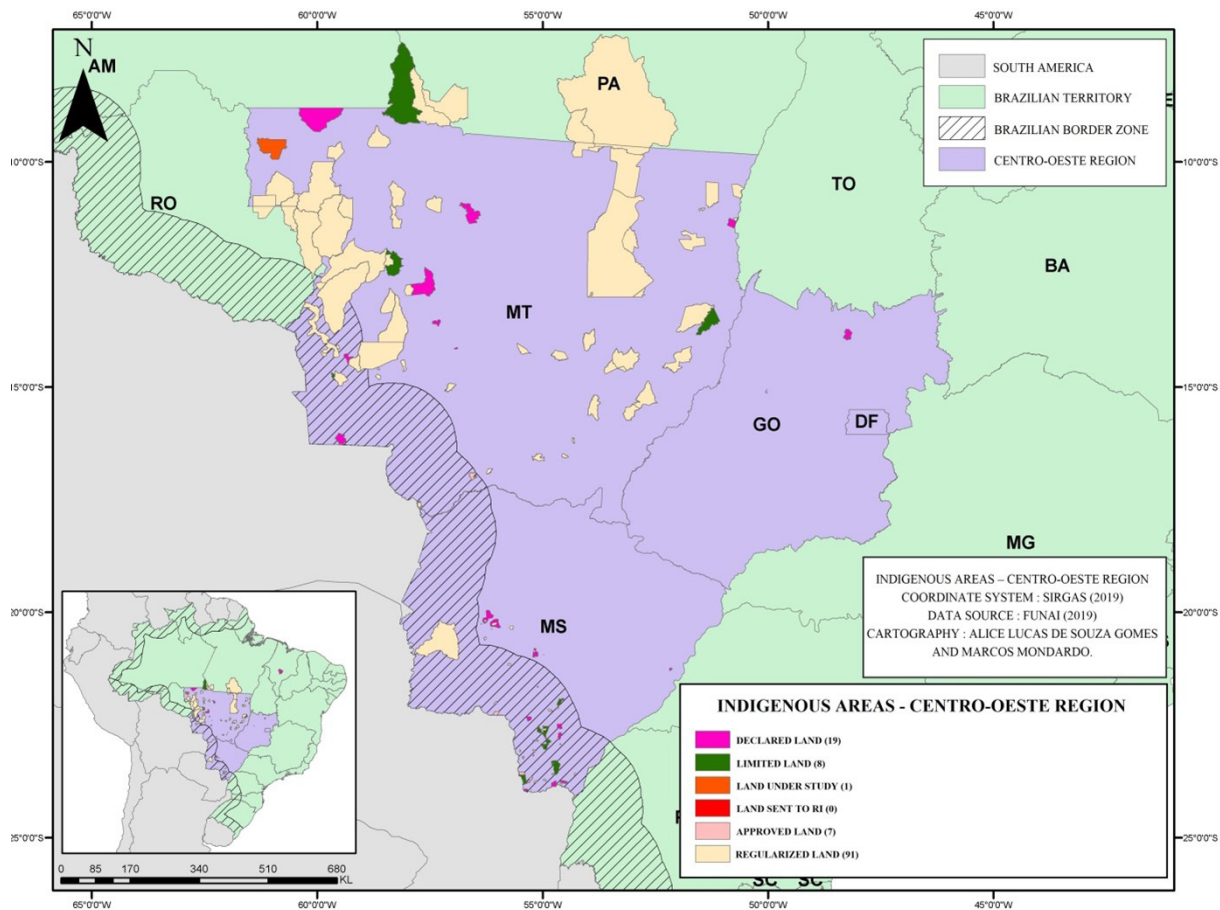 65°0'0"W 60°0'0"W 55°0'0"W 50°0'0"W 45°0'0"W
N
AM
PA
SOUTH AMERICA
BRAZILIAN TERRITORY
BRAZILIAN BORDER ZONE
CENTRO-OESTE REGION
10°0'0"S 10°0'0"S
RO
TO
BA
MT
15°0'0"S 15°0'0"S
GO
DF
MG
INDIGENOUS AREAS – CENTRO-OESTE REGION
COORDINATE SYSTEM : SIRGAS (2019)
DATA SOURCE : FUNAI (2019)
CARTOGRAPHY : ALICE LUCAS DE SOUZA GOMES
AND MARCOS MONDARDO.
20°0'0"S 20°0'0"S
MS
INDIGENOUS AREAS - CENTRO-OESTE REGION
DECLARED LAND (19)
LIMITED LAND (8)
LAND UNDER STUDY (1)
LAND SENT TO RI (0)
APPROVED LAND (7)
REGULARIZED LAND (91)
25°0'0"S 25°0'0"S
SC SC
0 85 170 340 510 680
KL
65°0'0"W 60°0'0"W 55°0'0"W 50°0'0"W 45°0'0"W